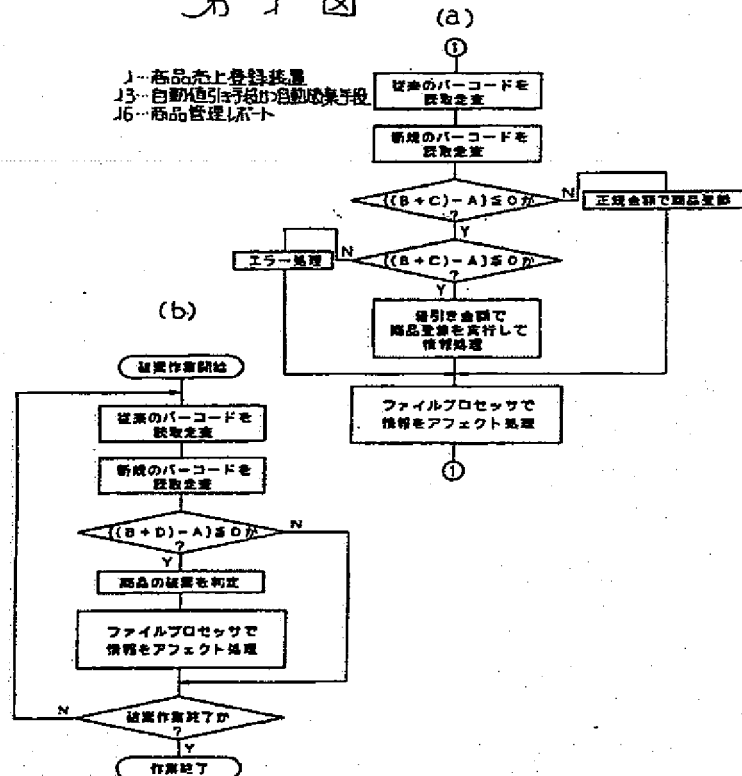 図
(a)
1…商品売上登録装置
13…自動値引き手段かつ自動廃棄手段
16…商品管理レポート
①
従来のバーコードを
読取走査
新規のバーコードを
読取走査
{(B+C)-A}≦0か
?
N
正規金額で商品登録
Y
{(B+C)-A}≦0か
?
N
エラー処理
Y
値引き金額で
商品登録を実行して
情報処理
ファイルプロセッサで
情報をアフェクト処理
①
(b)
破棄作業開始
従来のバーコードを
読取走査
新規のバーコードを
読取走査
{(B+D)-A}≦0か
?
N
Y
商品の破棄を判定
ファイルプロセッサで
情報をアフェクト処理
破棄作業終了か
?
N
Y
作業終了